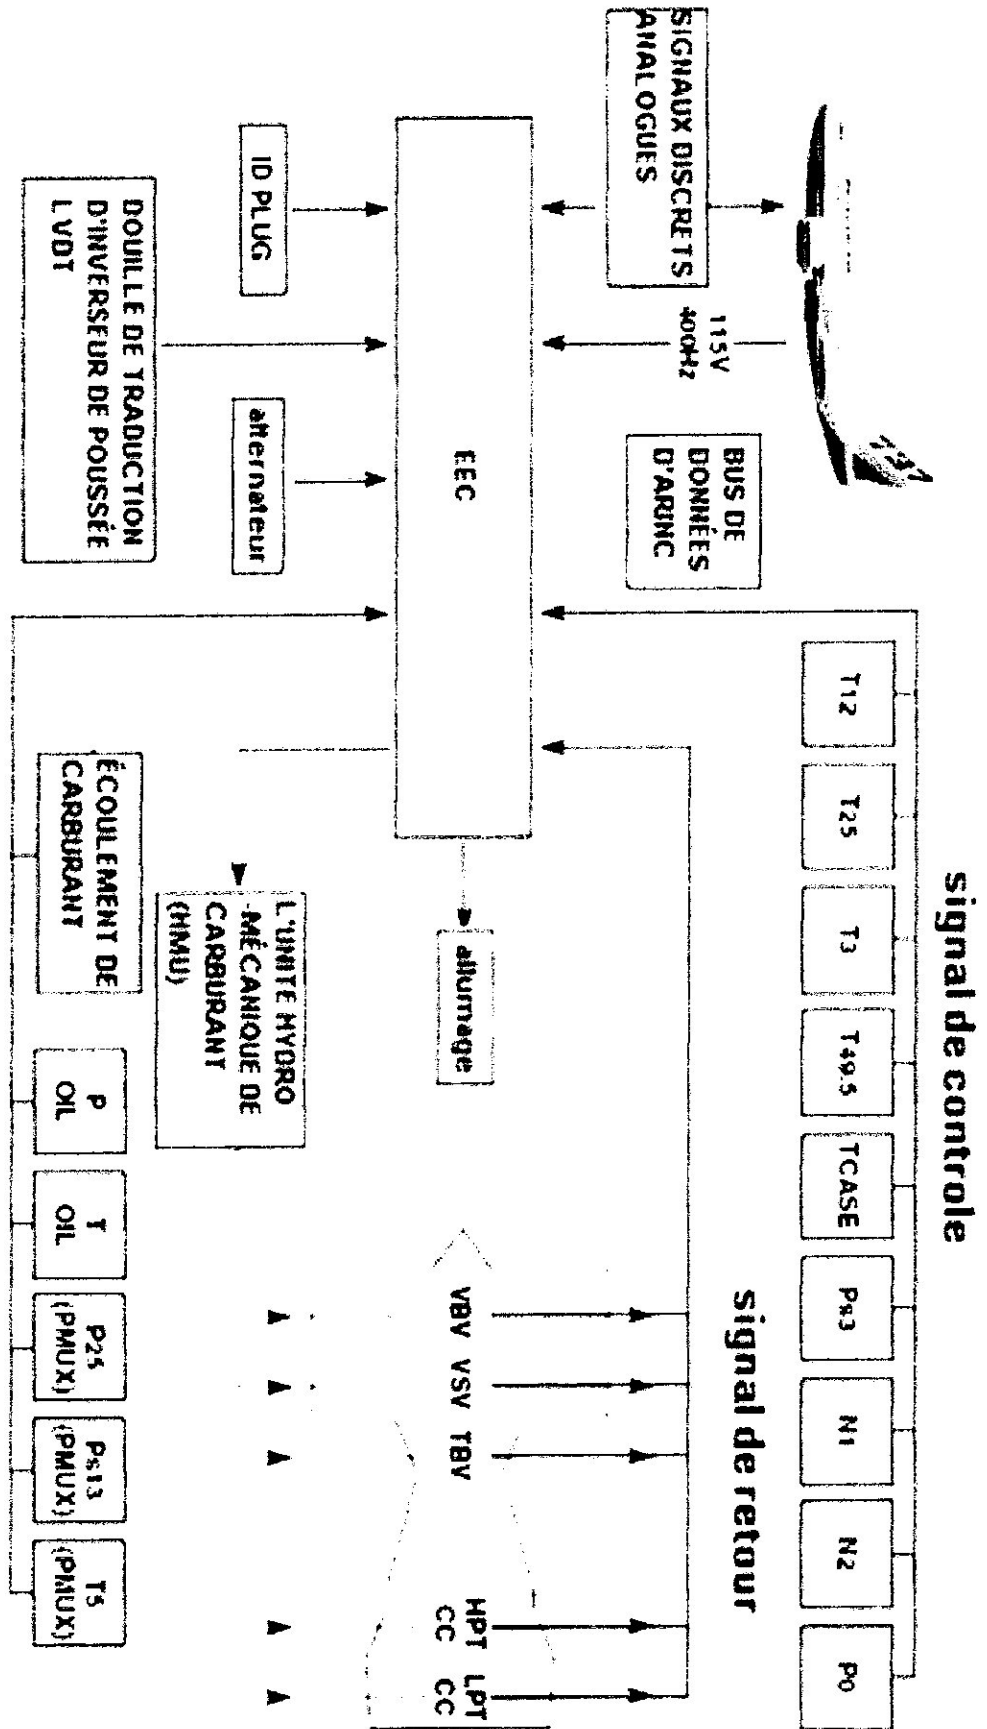 signal de controle
T12
T25
T3
T49.5
TCASE
Ps3
N1
N2
P0
SIGNAUX DISCRETS
ANALOGUES
115V
400Hz
BUS DE
DONNÉES
D'ARINC
signal de retour
EEC
allumage
VBV
VSV
TBV
HPT
CC
LPT
CC
ID PLUG
alternateur
DOUILLE DE TRADUCTION
D'INVERSEUR DE POUSSÉE
LVDT
L'UNITE HYDRO
-MÉCANIQUE DE
CARBURANT
(HMU)
ÉCOULEMENT DE
CARBURANT
P
OIL
T
OIL
P25
(PMUX)
Ps13
(PMUX)
T5
(PMUX)